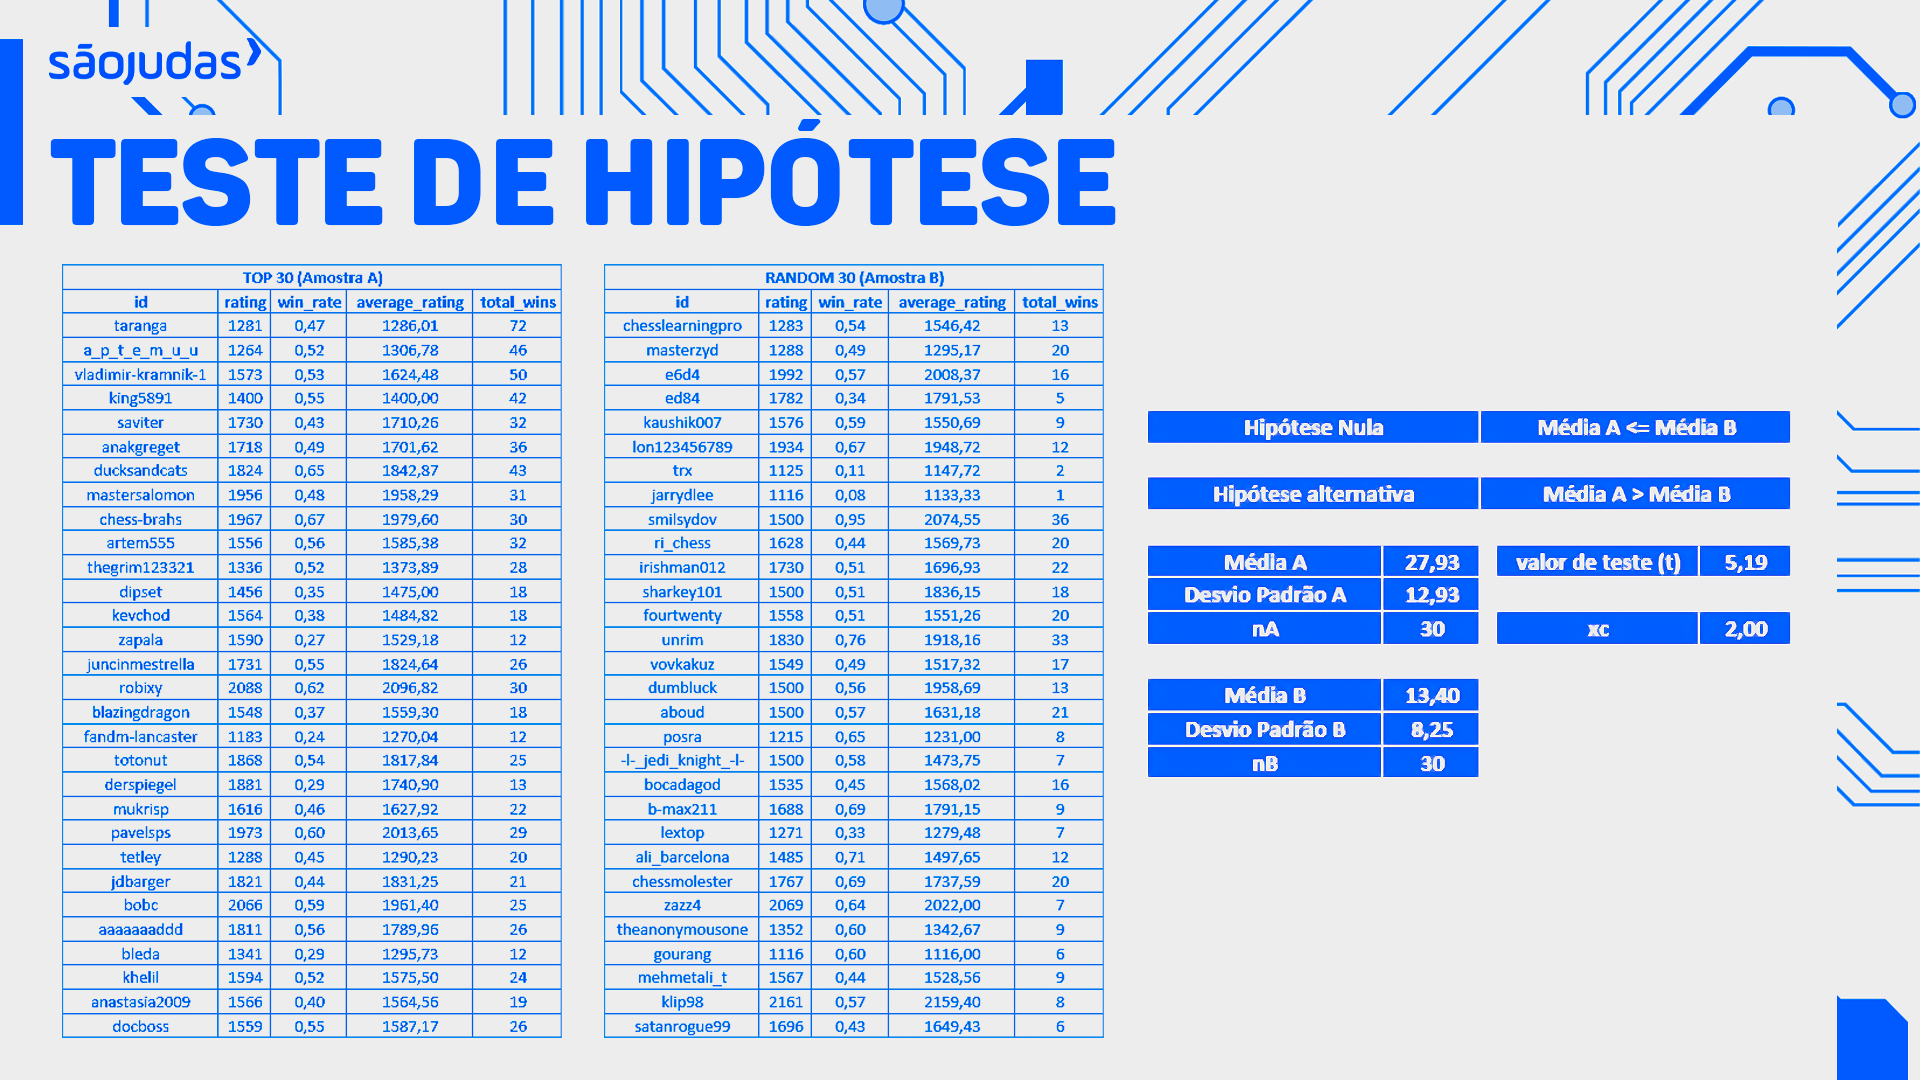 sãojudas
TESTE DE HIPÓTESE
TOP 30 (Amostra A)
id rating win_rate average_rating total_wins
taranga 1281 0,47 1286,01 72
a_p_t_e_m_u_u 1264 0,52 1306,78 46
vladimir-kramnik-1 1573 0,53 1624,48 50
king5891 1400 0,55 1400,00 42
saviter 1730 0,43 1710,26 32
anakgreget 1718 0,49 1701,62 36
ducksandcats 1824 0,65 1842,87 43
mastersalomon 1956 0,48 1958,29 31
chess-brahs 1967 0,67 1979,60 30
artem555 1556 0,56 1585,38 32
thegrim123321 1336 0,52 1373,89 28
dipset 1456 0,35 1475,00 18
kevchod 1564 0,38 1484,82 18
zapala 1590 0,27 1529,18 12
juncinmestrella 1731 0,55 1824,64 26
robixy 2088 0,62 2096,82 30
blazingdragon 1548 0,37 1559,30 18
fandm-lancaster 1183 0,24 1270,04 12
totonut 1868 0,54 1817,84 25
derspiegel 1881 0,29 1740,90 13
mukrisp 1616 0,46 1627,92 22
pavelsps 1973 0,60 2013,65 29
tetley 1288 0,45 1290,23 20
jdbarger 1821 0,44 1831,25 21
bobc 2066 0,59 1961,40 25
aaaaaaaddd 1811 0,56 1789,96 26
bleda 1341 0,29 1295,73 12
khelil 1594 0,52 1575,50 24
anastasia2009 1566 0,40 1564,56 19
docboss 1559 0,55 1587,17 26
RANDOM 30 (Amostra B)
id rating win_rate average_rating total_wins
chesslearningpro 1283 0,54 1546,42 13
masterzyd 1288 0,49 1295,17 20
e6d4 1992 0,57 2008,37 16
ed84 1782 0,34 1791,53 5
kaushik007 1576 0,59 1550,69 9
lon123456789 1934 0,67 1948,72 12
trx 1125 0,11 1147,72 2
jarrydlee 1116 0,08 1133,33 1
smilsydov 1500 0,95 2074,55 36
ri_chess 1628 0,44 1569,73 20
irishman012 1730 0,51 1696,93 22
sharkey101 1500 0,51 1836,15 18
fourtwenty 1558 0,51 1551,26 20
unrim 1830 0,76 1918,16 33
vovkakuz 1549 0,49 1517,32 17
dumbluck 1500 0,56 1958,69 13
aboud 1500 0,57 1631,18 21
posra 1215 0,65 1231,00 8
-l-_jedi_knight_-l- 1500 0,58 1473,75 7
bocadagod 1535 0,45 1568,02 16
b-max211 1688 0,69 1791,15 9
lextop 1271 0,33 1279,48 7
ali_barcelona 1485 0,71 1497,65 12
chessmolester 1767 0,69 1737,59 20
zazz4 2069 0,64 2022,00 7
theanonymousone 1352 0,60 1342,67 9
gourang 1116 0,60 1116,00 6
mehmetali_t 1567 0,44 1528,56 9
klip98 2161 0,57 2159,40 8
satanrogue99 1696 0,43 1649,43 6
Hipótese Nula Média A <= Média B
Hipótese alternativa Média A > Média B
Média A 27,93 valor de teste (t) 5,19
Desvio Padrão A 12,93
nA 30 xc 2,00
Média B 13,40
Desvio Padrão B 8,25
nB 30